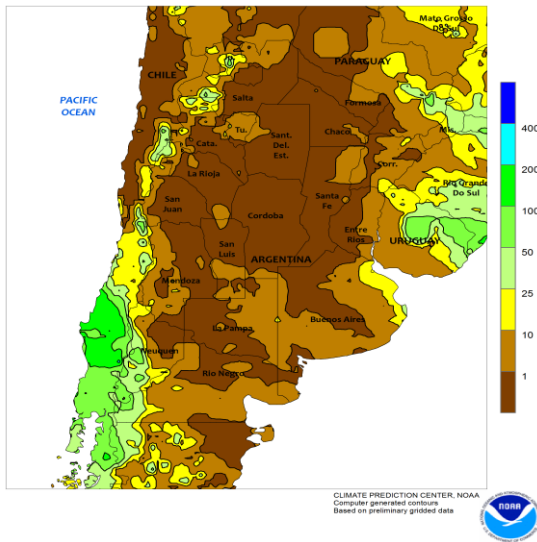 Mato Grosso
Do Sul
PARAGUAY
CHILE
PACIFIC
OCEAN
Salta
Formosa
Tu.
Sant.
Del.
Est.
Chaco
Mis.
Cata.
Corr.
La Rioja
Rio Grande
Do Sul
San
Juan
Santa
Fe
Cordoba
Entre
Rios
URUGUAY
San
Luis
ARGENTINA
Mendoza
Buenos Aires
La Pampa
Neuquen
Rio Negro
400
200
100
50
25
10
1
CLIMATE PREDICTION CENTER, NOAA
Computer generated contours
Based on preliminary gridded data
NOAA